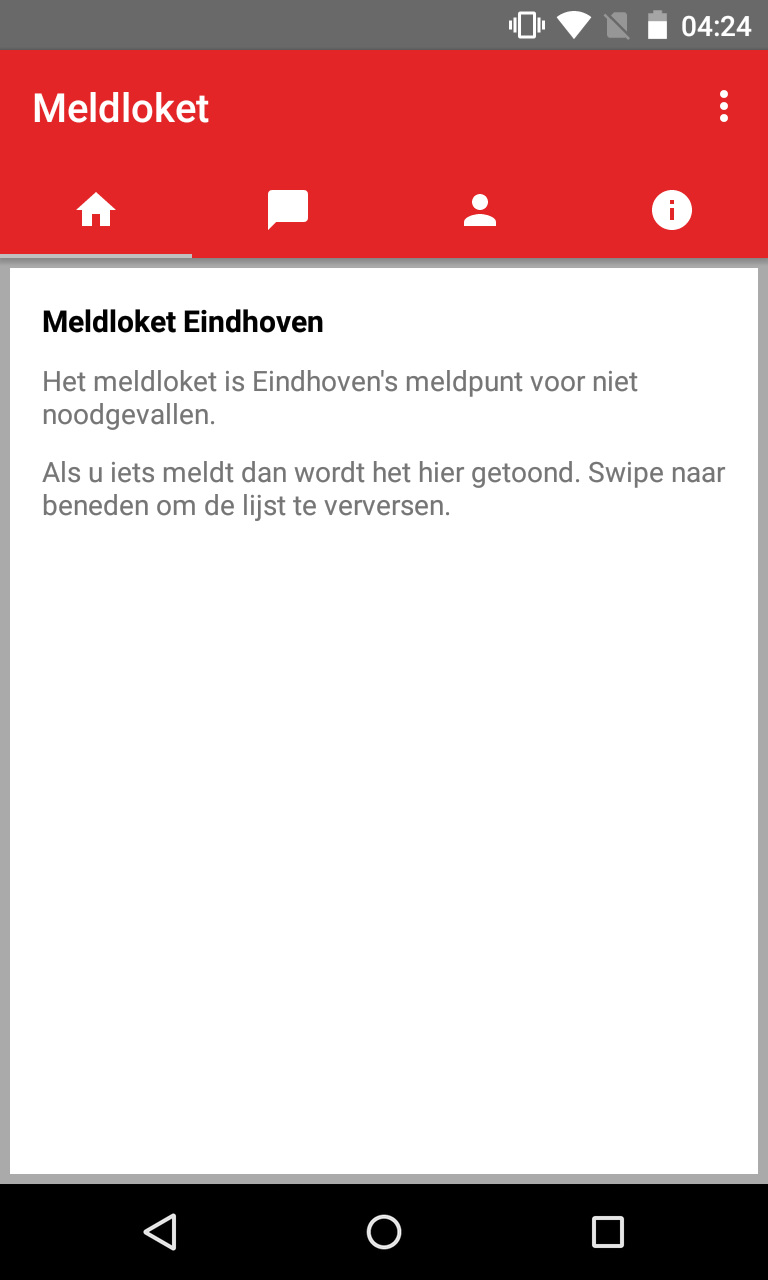 04:24
Meldloket
Meldloket Eindhoven
Het meldloket is Eindhoven's meldpunt voor niet
noodgevallen.
Als u iets meldt dan wordt het hier getoond. Swipe naar
beneden om de lijst te verversen.